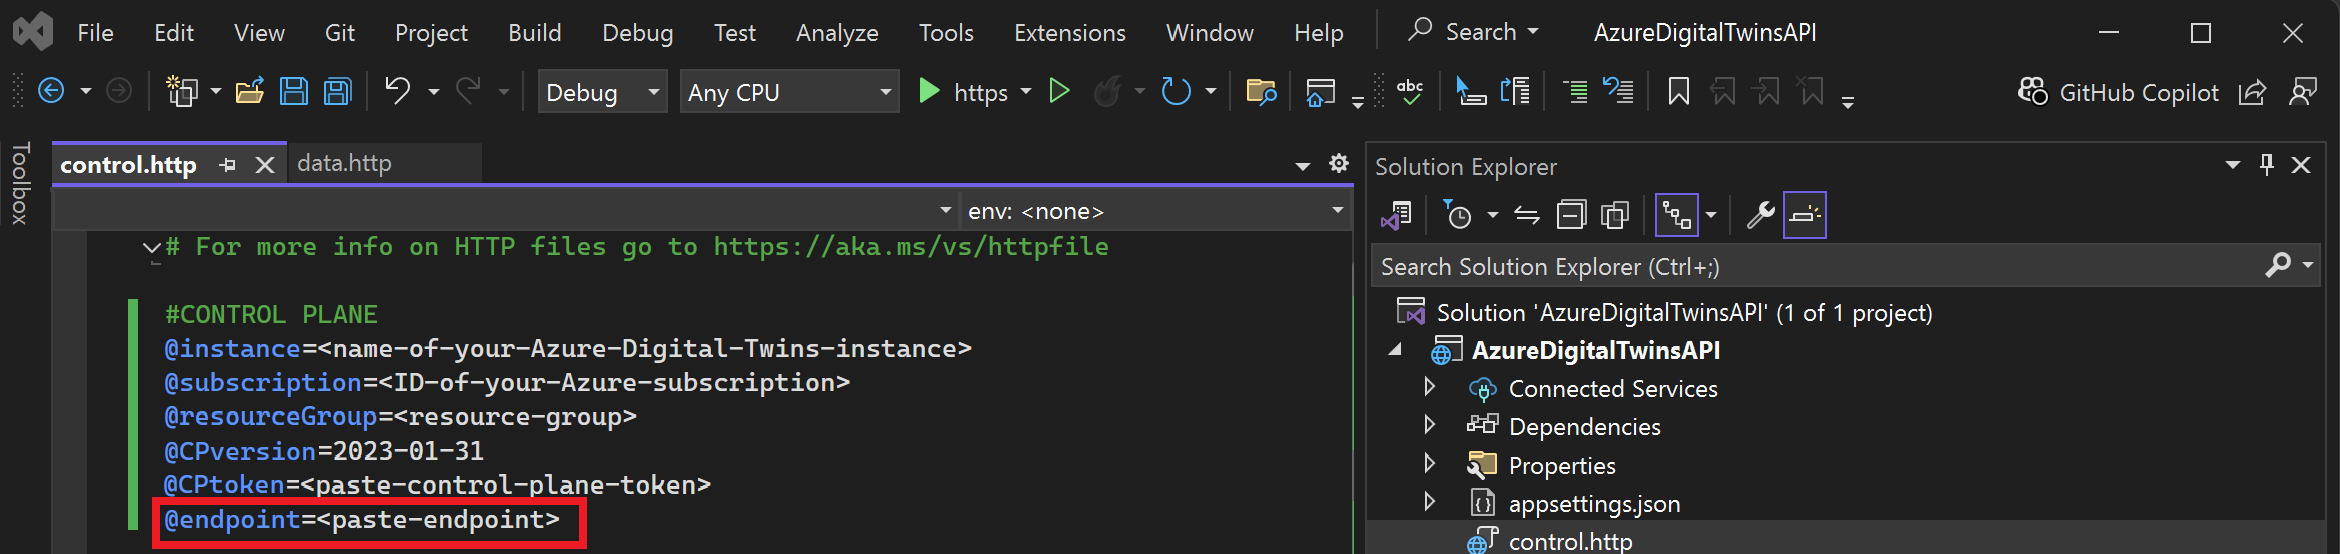 File Edit View Git Project Build Debug Test Analyze Tools Extensions Window Help Search AzureDigitalTwinsAPI
Debug Any CPU https abc GitHub Copilot
Toolbox
control.http data.http
env: <none>
# For more info on HTTP files go to https://aka.ms/vs/httpfile
#CONTROL PLANE
@instance=<name-of-your-Azure-Digital-Twins-instance>
@subscription=<ID-of-your-Azure-subscription>
@resourceGroup=<resource-group>
@CPversion=2023-01-31
@CPtoken=<paste-control-plane-token>
@endpoint=<paste-endpoint>
Solution Explorer
Search Solution Explorer (Ctrl+;)
Solution 'AzureDigitalTwinsAPI' (1 of 1 project)
AzureDigitalTwinsAPI
Connected Services
Dependencies
Properties
appsettings.json
control.http